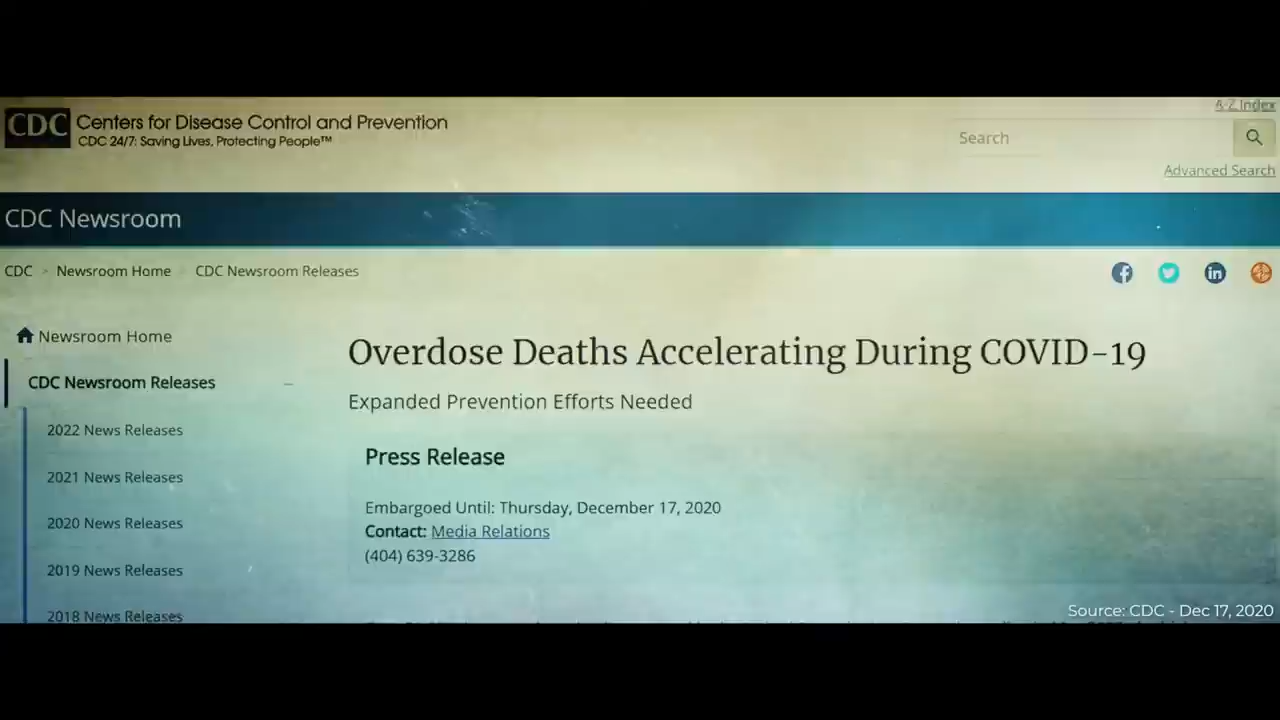 A-Z Index
CDC Centers for Disease Control and Prevention
CDC 24/7: Saving Lives, Protecting People™
Search
Advanced Search
CDC Newsroom
CDC > Newsroom Home CDC Newsroom Releases
Newsroom Home
CDC Newsroom Releases
2022 News Releases
2021 News Releases
2020 News Releases
2019 News Releases
2018 News Releases
Overdose Deaths Accelerating During COVID-19
Expanded Prevention Efforts Needed
Press Release
Embargoed Until: Thursday, December 17, 2020
Contact: Media Relations
(404) 639-3286
Source: CDC - Dec 17, 2020